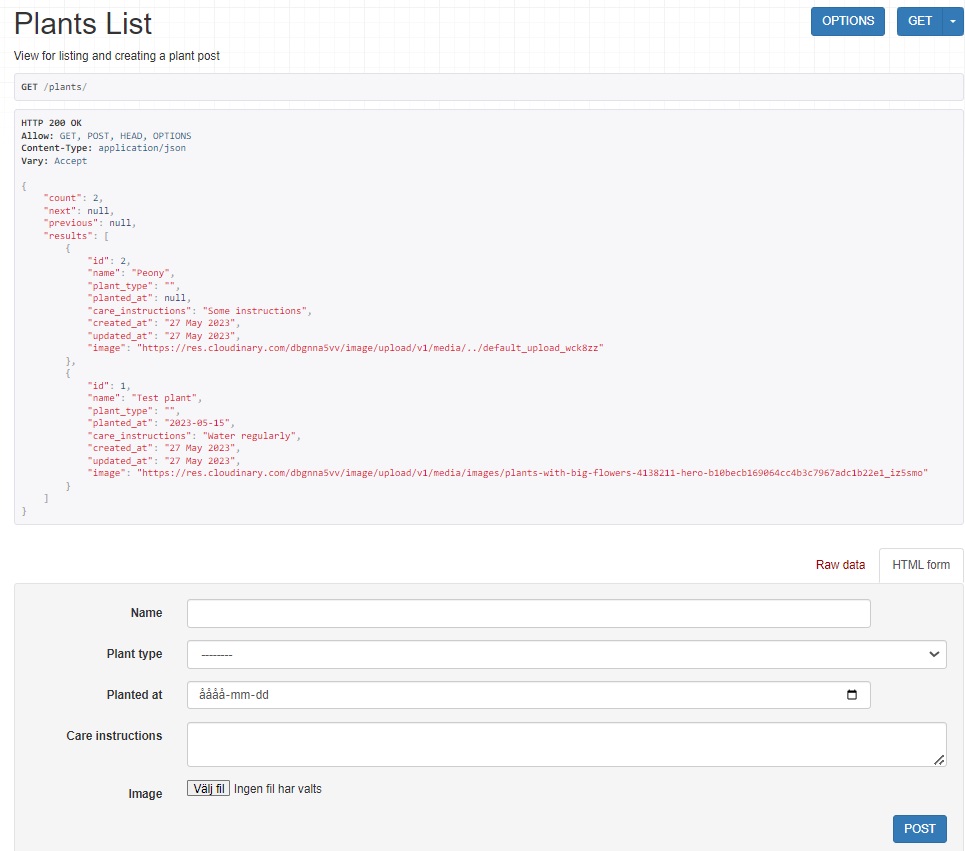 Plants List
OPTIONS
GET
View for listing and creating a plant post
GET /plants/
HTTP 200 OK
Allow: GET, POST, HEAD, OPTIONS
Content-Type: application/json
Vary: Accept
{
    "count": 2,
    "next": null,
    "previous": null,
    "results": [
        {
            "id": 2,
            "name": "Peony",
            "plant_type": "",
            "planted_at": null,
            "care_instructions": "Some instructions",
            "created_at": "27 May 2023",
            "updated_at": "27 May 2023",
            "image": "https://res.cloudinary.com/dbgnna5vv/image/upload/v1/media/../default_upload_wck8zz"
        },
        {
            "id": 1,
            "name": "Test plant",
            "plant_type": "",
            "planted_at": "2023-05-15",
            "care_instructions": "Water regularly",
            "created_at": "27 May 2023",
            "updated_at": "27 May 2023",
            "image": "https://res.cloudinary.com/dbgnna5vv/image/upload/v1/media/images/plants-with-big-flowers-4138211-hero-b10becb169064cc4b3c7967adc1b22e1_iz5smo"
        }
    ]
}
Raw data
HTML form
Name
Plant type
--------
Planted at
åååå-mm-dd
Care instructions
Image
Välj fil Ingen fil har valts
POST